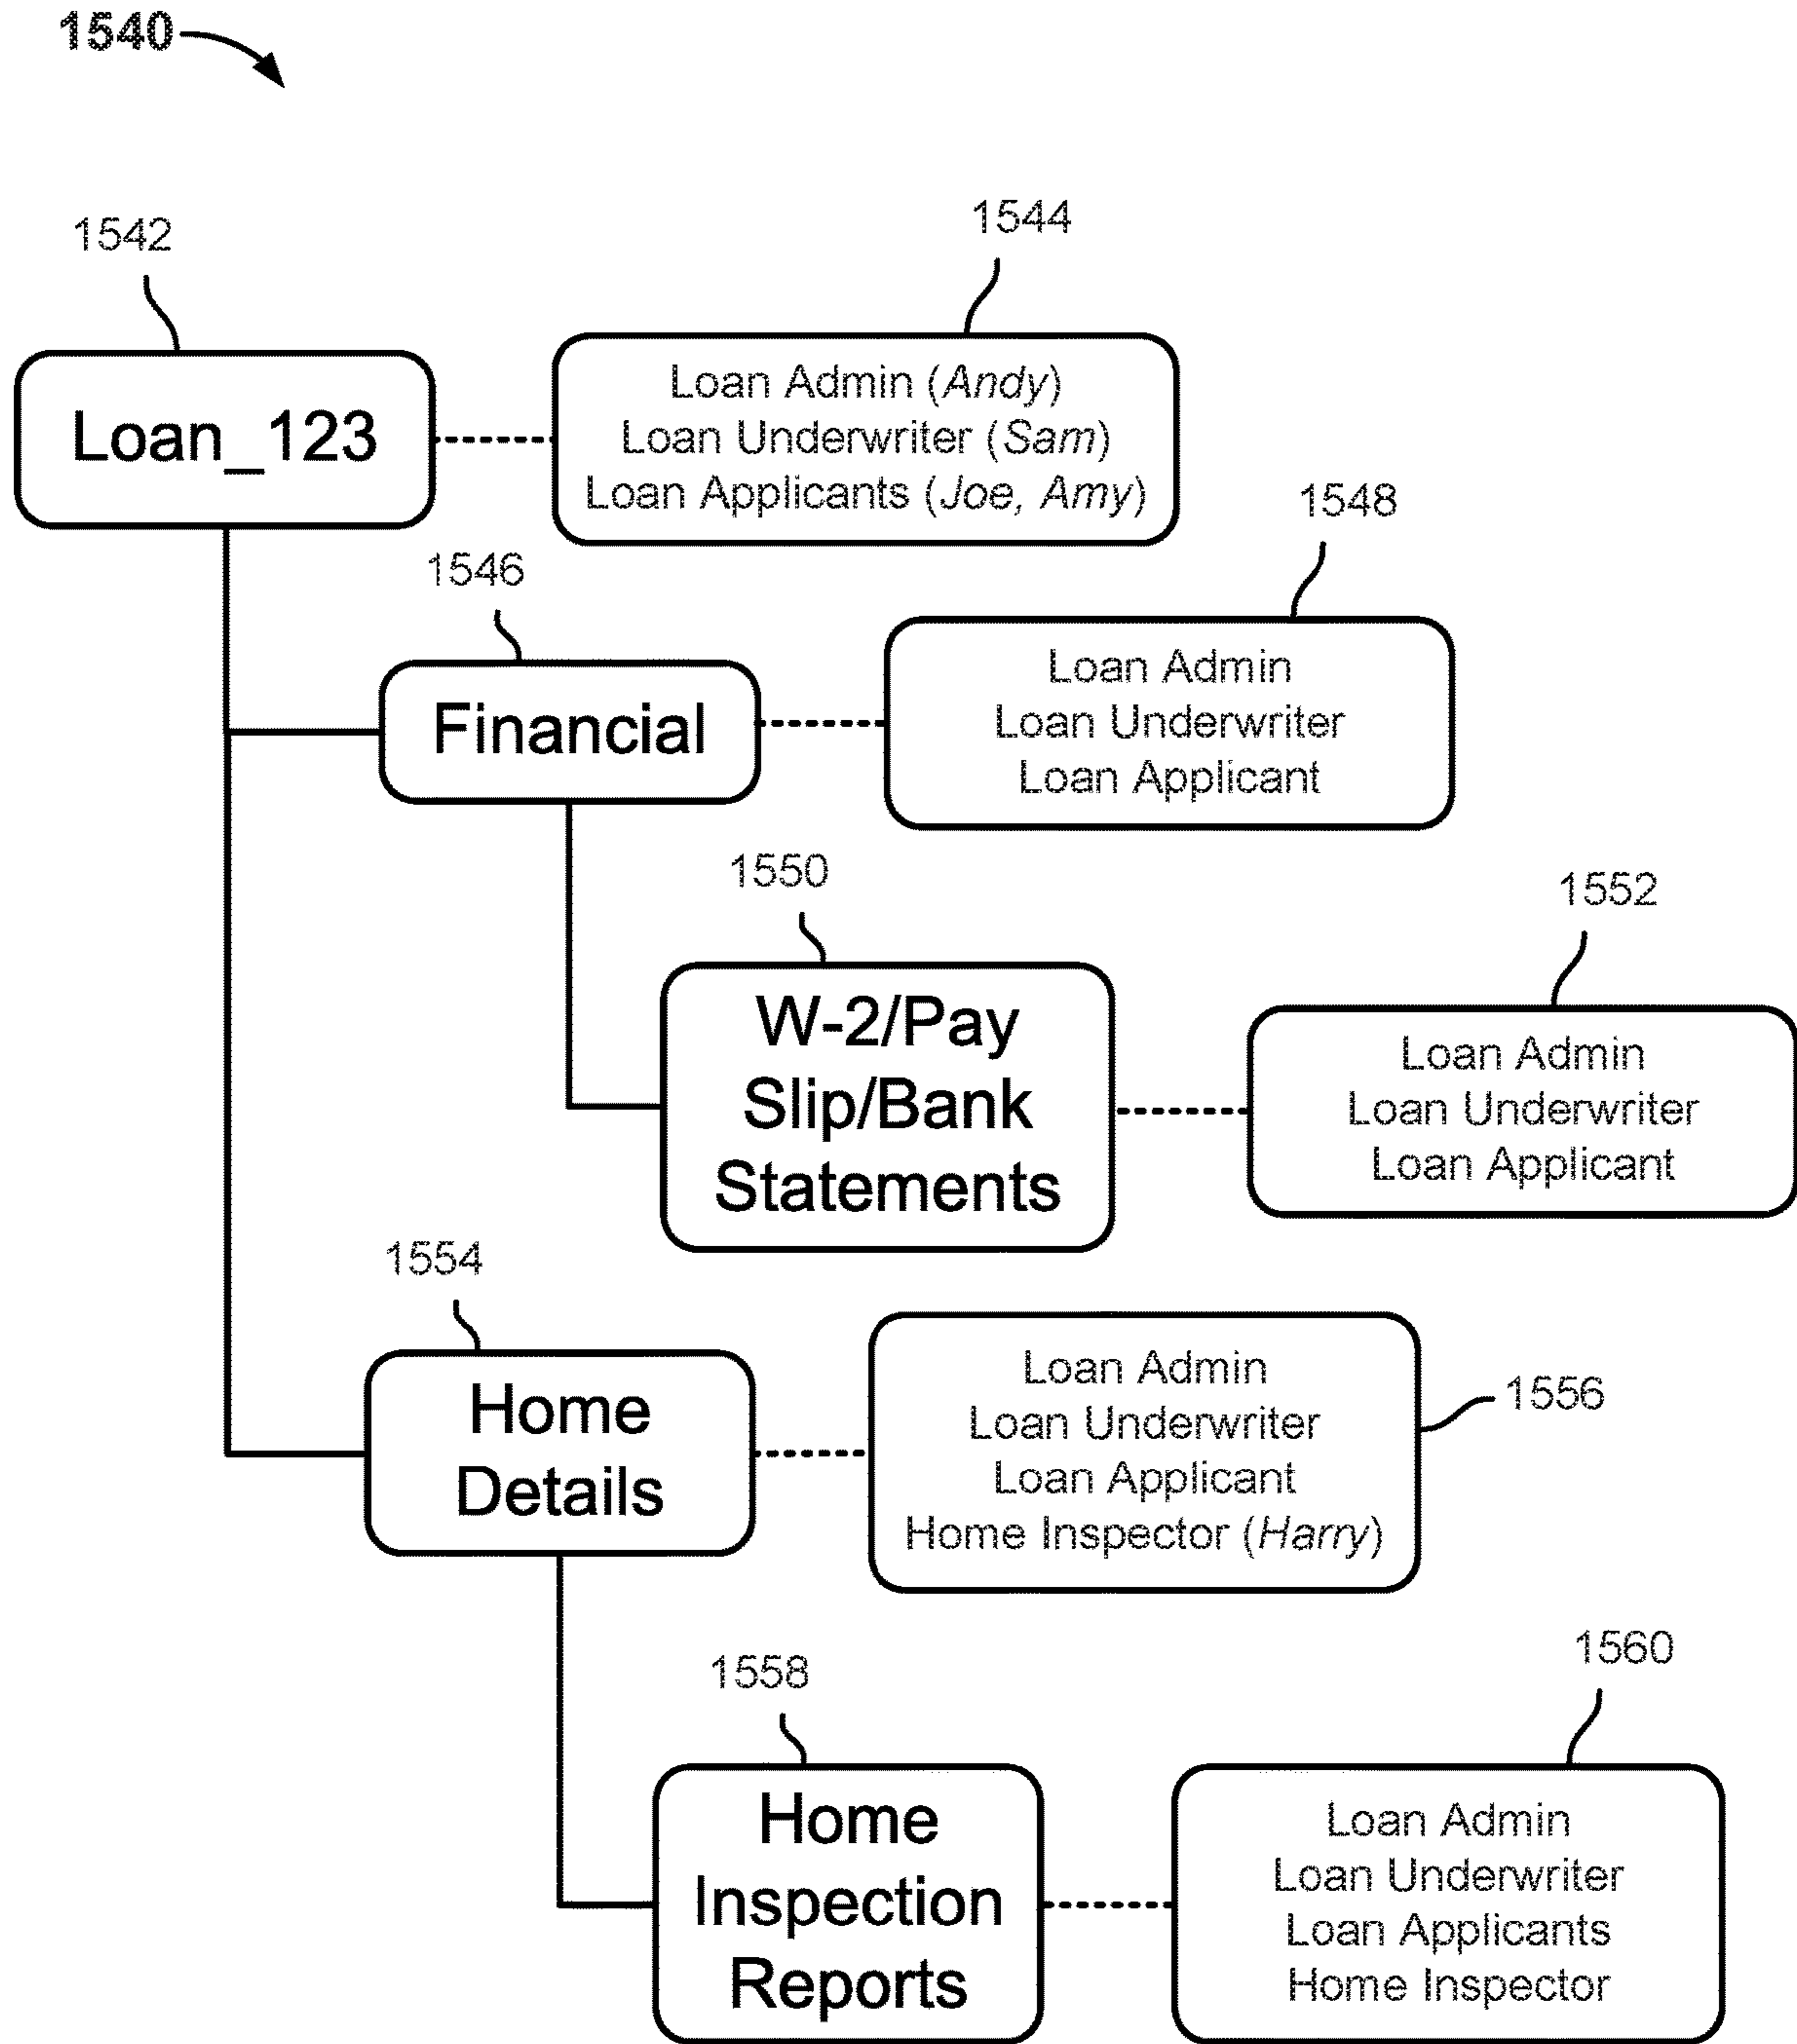 1540
1542
1544
Loan_123
Loan Admin (Andy)
Loan Underwriter (Sam)
Loan Applicants (Joe, Amy)
1546
1548
Financial
Loan Admin
Loan Underwriter
Loan Applicant
1550
1552
W-2/Pay
Slip/Bank
Statements
Loan Admin
Loan Underwriter
Loan Applicant
1554
Home
Details
Loan Admin
Loan Underwriter
Loan Applicant
Home Inspector (Harry)
1556
1558
1560
Home
Inspection
Reports
Loan Admin
Loan Underwriter
Loan Applicants
Home Inspector